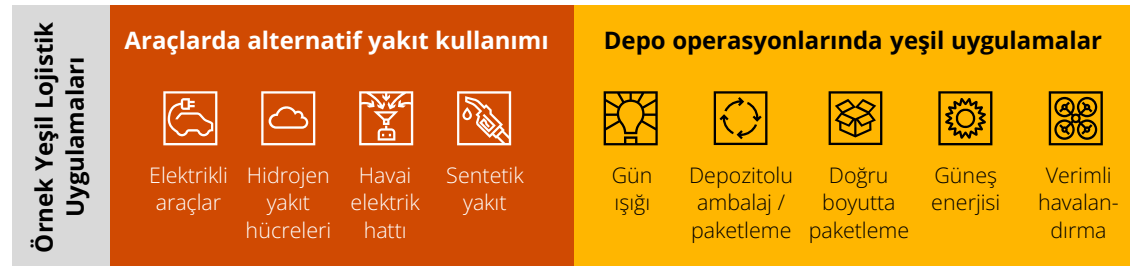 Örnek Yeşil Lojistik
Uygulamaları
Araçlarda alternatif yakıt kullanımı
Elektrikli
araçlar
Hidrojen
yakıt
hücreleri
Havai
elektrik
hattı
Sentetik
yakıt
Depo operasyonlarında yeşil uygulamalar
Gün
ışığı
Depozitolu
ambalaj /
paketleme
Doğru
boyutta
paketleme
Güneş
enerjisi
Verimli
havalan-
dırma